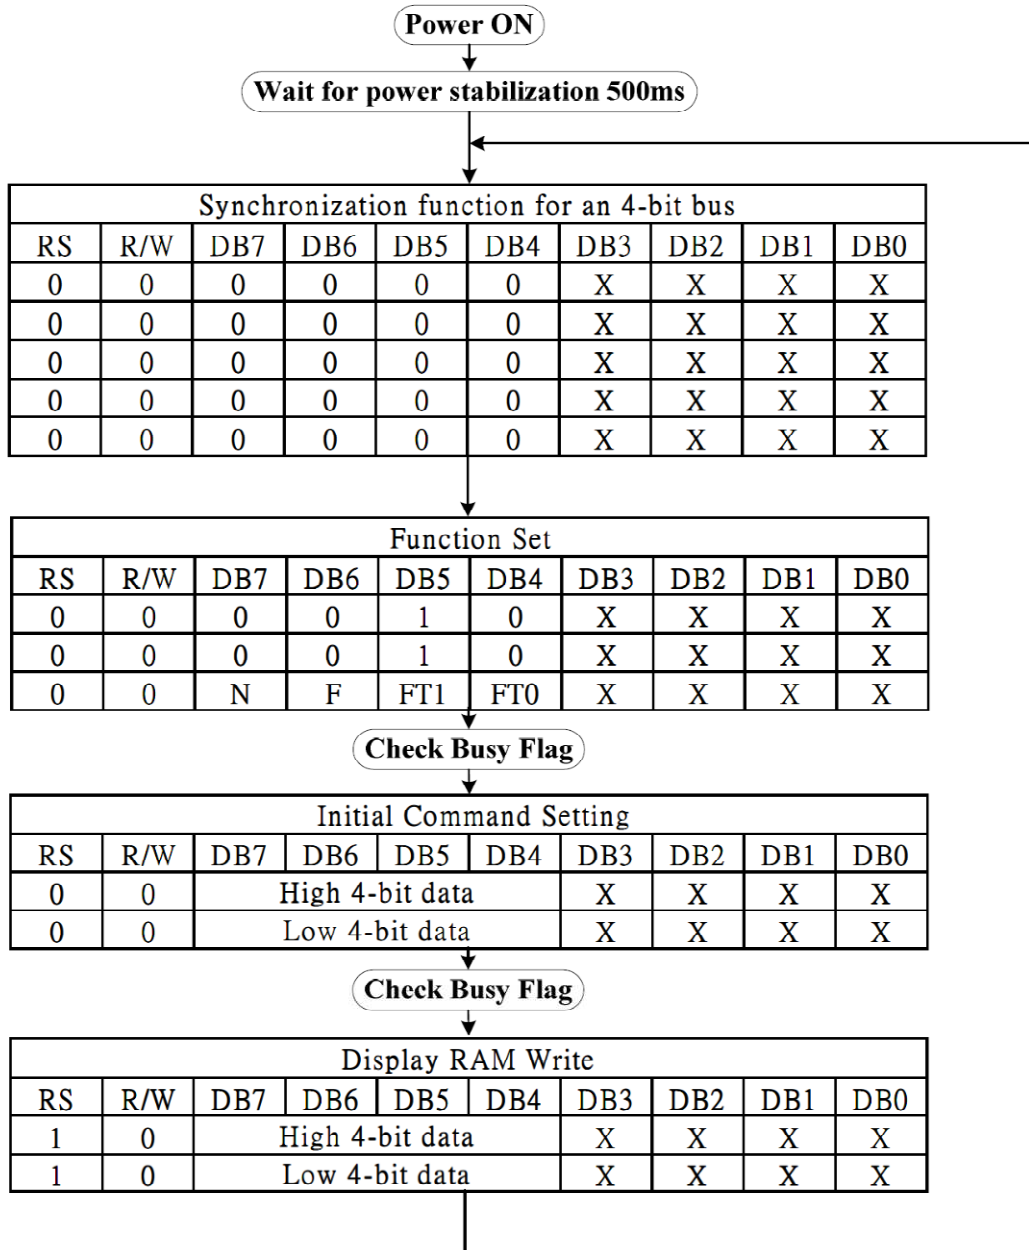 Power ON
Wait for power stabilization 500ms
Synchronization function for an 4-bit bus
RS R/W DB7 DB6 DB5 DB4 DB3 DB2 DB1 DB0
0 0 0 0 0 0 X X X X
0 0 0 0 0 0 X X X X
0 0 0 0 0 0 X X X X
0 0 0 0 0 0 X X X X
0 0 0 0 0 0 X X X X
Function Set
RS R/W DB7 DB6 DB5 DB4 DB3 DB2 DB1 DB0
0 0 0 0 1 0 X X X X
0 0 0 0 1 0 X X X X
0 0 N F FT1 FT0 X X X X
Check Busy Flag
Initial Command Setting
RS R/W DB7 DB6 DB5 DB4 DB3 DB2 DB1 DB0
0 0 High 4-bit data X X X X
0 0 Low 4-bit data X X X X
Check Busy Flag
Display RAM Write
RS R/W DB7 DB6 DB5 DB4 DB3 DB2 DB1 DB0
1 0 High 4-bit data X X X X
1 0 Low 4-bit data X X X X